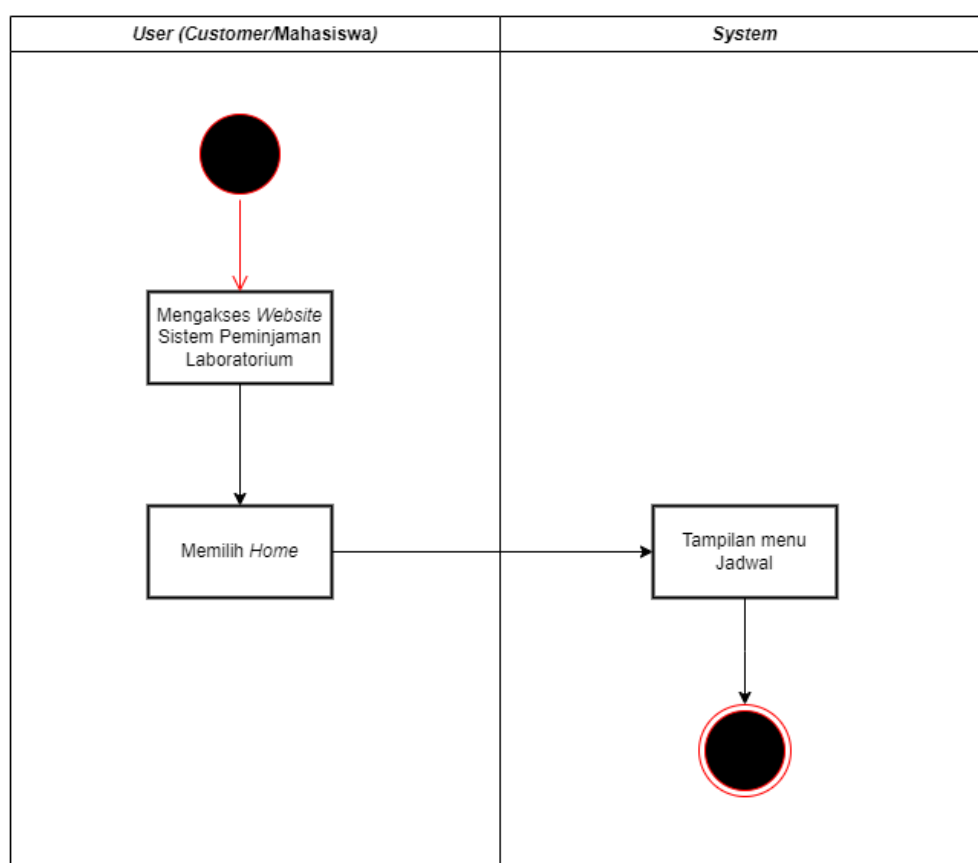 User (Customer/Mahasiswa)
System
Mengakses Website
Sistem Peminjaman
Laboratorium
Memilih Home
Tampilan menu
Jadwal